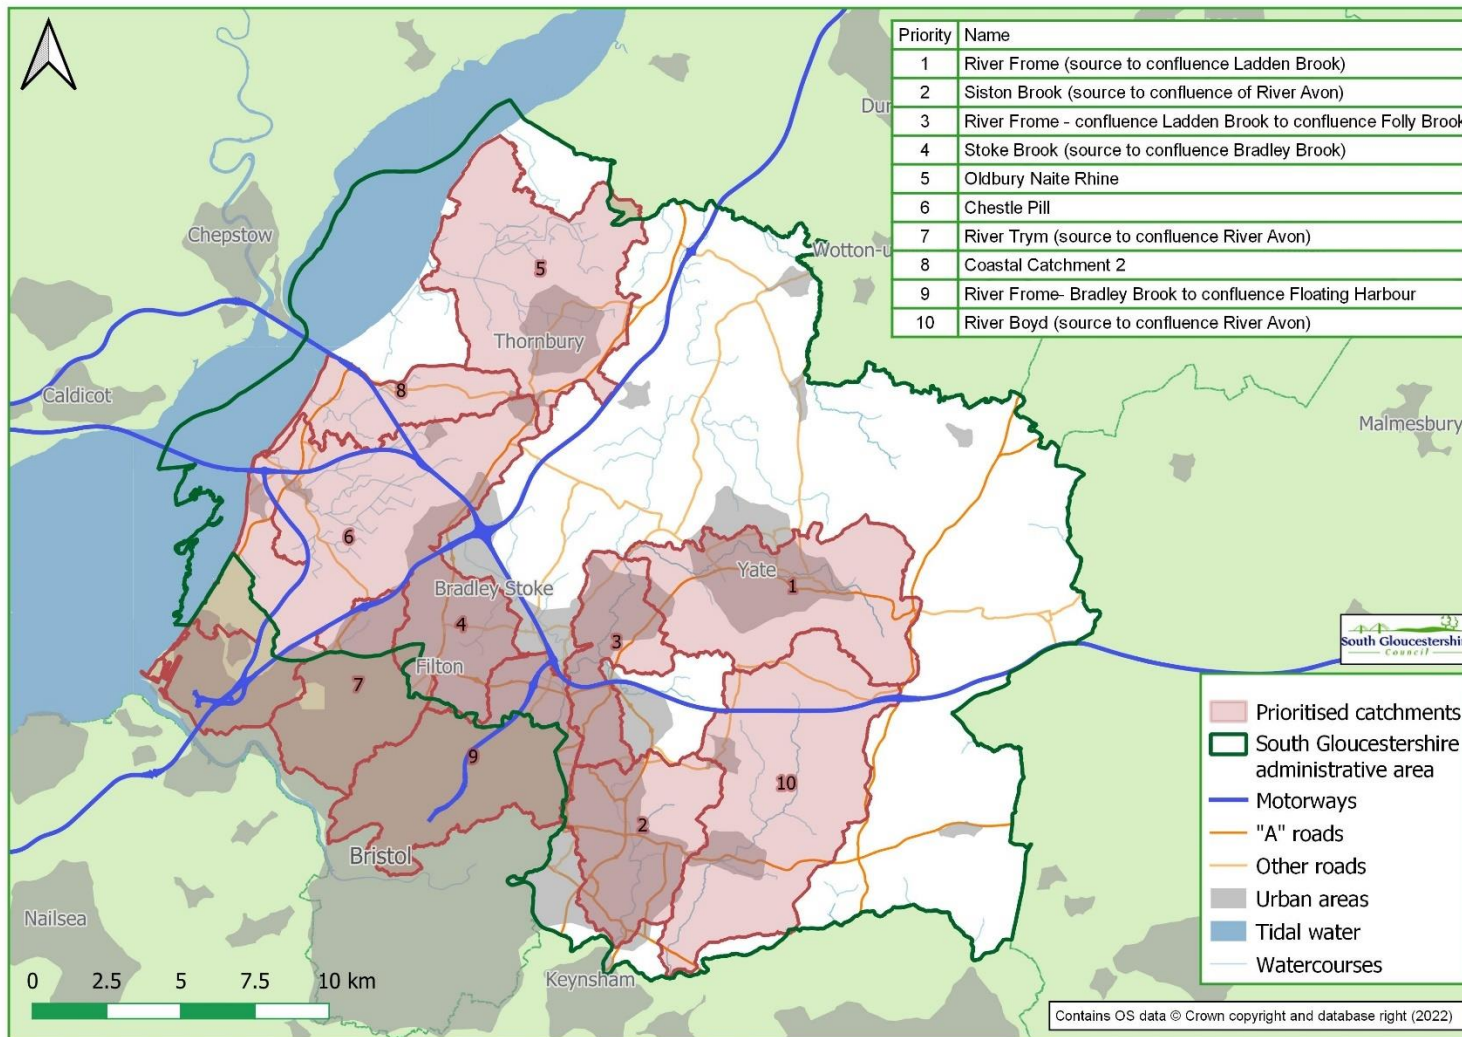 Priority Name
1 River Frome (source to confluence Ladden Brook)
2 Siston Brook (source to confluence of River Avon)
3 River Frome - confluence Ladden Brook to confluence Folly Brook
4 Stoke Brook (source to confluence Bradley Brook)
5 Oldbury Naite Rhine
6 Chestle Pill
7 River Trym (source to confluence River Avon)
8 Coastal Catchment 2
9 River Frome- Bradley Brook to confluence Floating Harbour
10 River Boyd (source to confluence River Avon)
Dur
Chepstow
Wotton-u
5
Thornbury
8
Caldicot
Malmesbury
6
Yate
1
Bradley Stoke
4
3
South Gloucestershire
Council
Filton
7
9
10
2
Bristol
Nailsea
Keynsham
Prioritised catchments
South Gloucestershire
administrative area
Motorways
"A" roads
Other roads
Urban areas
Tidal water
Watercourses
0 2.5 5 7.5 10 km
Contains OS data © Crown copyright and database right (2022)